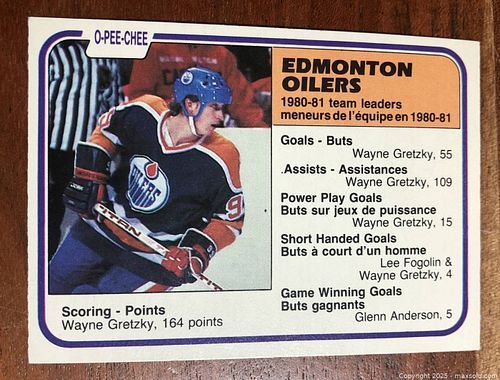 O-PEE-CHEE
EDMONTON
OILERS
1980-81 team leaders
meneurs de l'équipe en 1980-81
Goals - Buts
Wayne Gretzky, 55
Assists - Assistances
Wayne Gretzky, 109
Power Play Goals
Buts sur jeux de puissance
Wayne Gretzky, 15
Short Handed Goals
Buts à court d'un homme
Lee Fogolin &
Wayne Gretzky, 4
Game Winning Goals
Buts gagnants
Glenn Anderson, 5
OILERS
TITAN
9
Scoring - Points
Wayne Gretzky, 164 points
Copyright © 2025 - maxsold.com